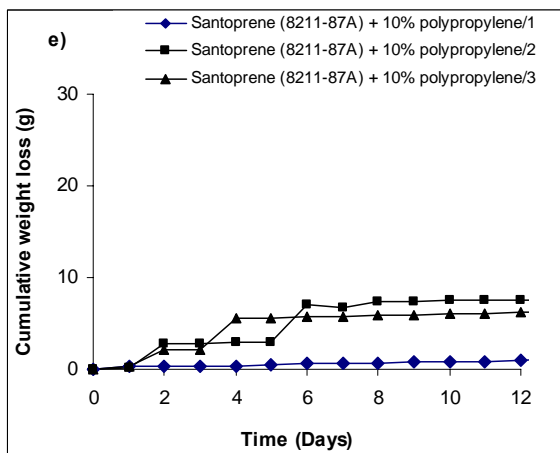 e)
Santoprene (8211-87A) + 10% polypropylene/1
Santoprene (8211-87A) + 10% polypropylene/2
Santoprene (8211-87A) + 10% polypropylene/3
Cumulative weight loss (g)
30
20
10
0
0 2 4 6 8 10 12
Time (Days)